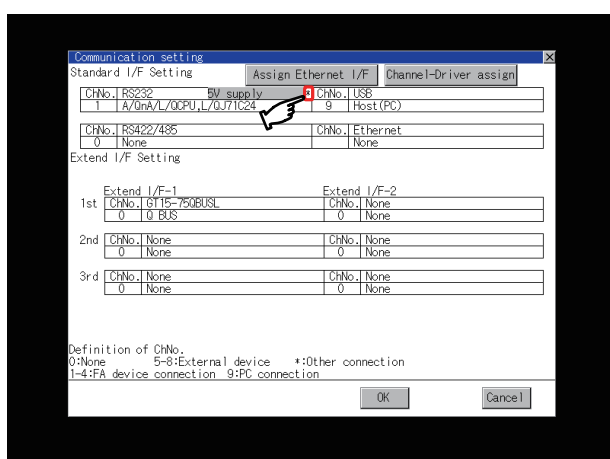 Communication setting
Standard I/F Setting Assign Ethernet I/F Channel-Driver assign
ChNo. RS232 5V supply * ChNo. USB
1 A/QnA/L/QCPU,L/QJ71C24 9 Host(PC)
ChNo. RS422/485 ChNo. Ethernet
0 None None
Extend I/F Setting
Extend I/F-1 Extend I/F-2
1st ChNo. GT15-75QBUSL ChNo. None
0 Q BUS 0 None
2nd ChNo. None ChNo. None
0 None 0 None
3rd ChNo. None ChNo. None
0 None 0 None
Definition of ChNo.
0:None 5-8:External device *:Other connection
1-4:FA device connection 9:PC connection
OK Cancel